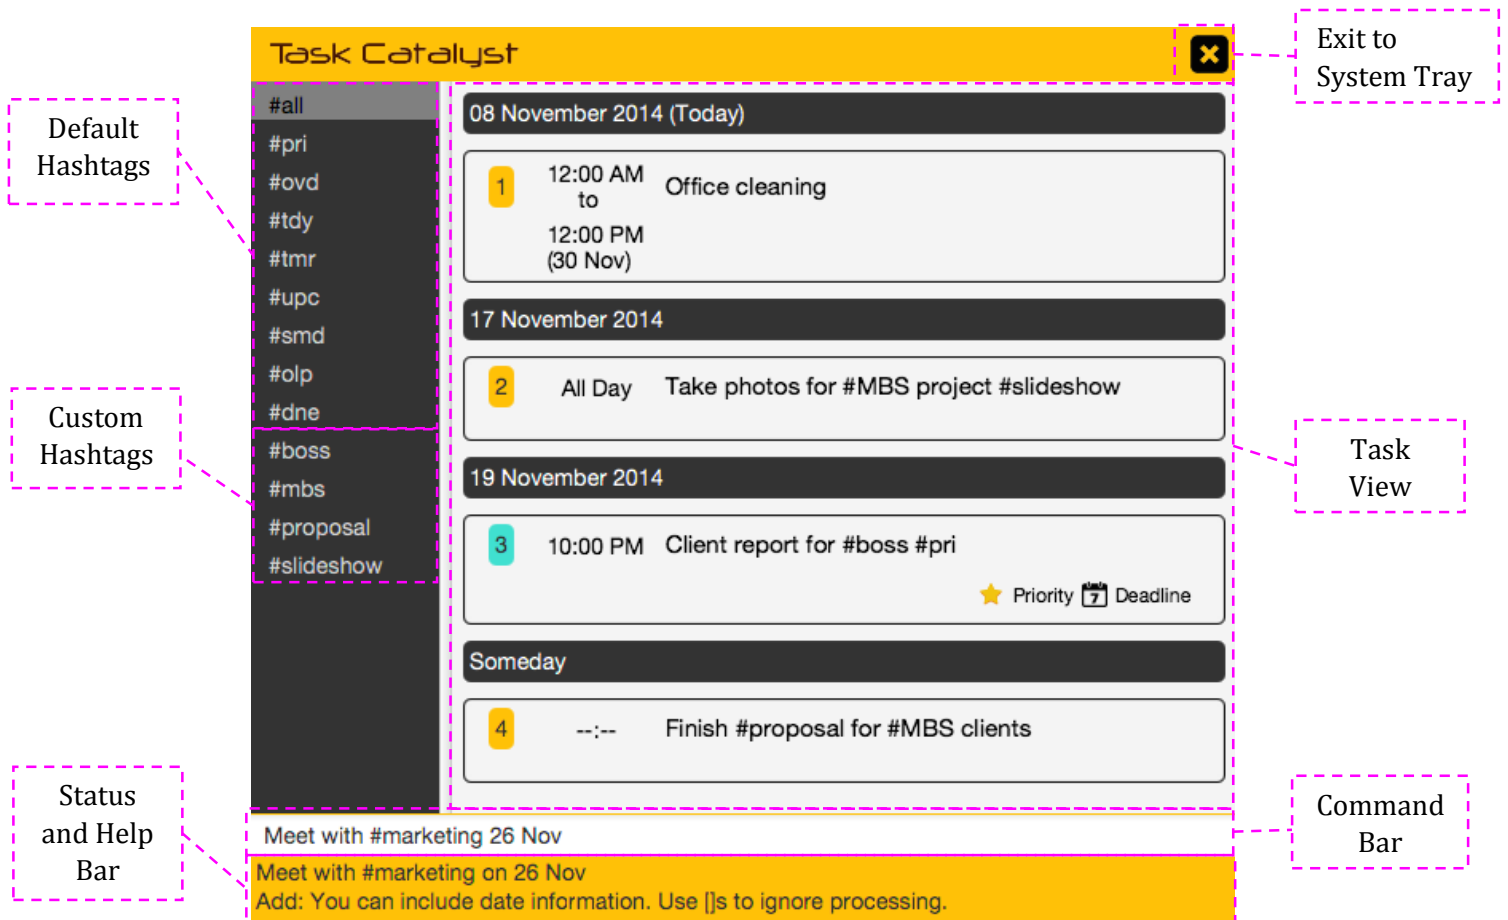 Task Catalyst
Exit to
System Tray
Default
Hashtags
#all
#pri
#ovd
#tdy
#tmr
#upc
#smd
#olp
#dne
Custom
Hashtags
#boss
#mbs
#proposal
#slideshow
08 November 2014 (Today)
1
12:00 AM
to
12:00 PM
(30 Nov)
Office cleaning
17 November 2014
2
All Day
Take photos for #MBS project #slideshow
19 November 2014
3
10:00 PM
Client report for #boss #pri
Priority
7
Deadline
Someday
4
--:--
Finish #proposal for #MBS clients
Task
View
Status
and Help
Bar
Meet with #marketing 26 Nov
Command
Bar
Meet with #marketing on 26 Nov
Add: You can include date information. Use []s to ignore processing.